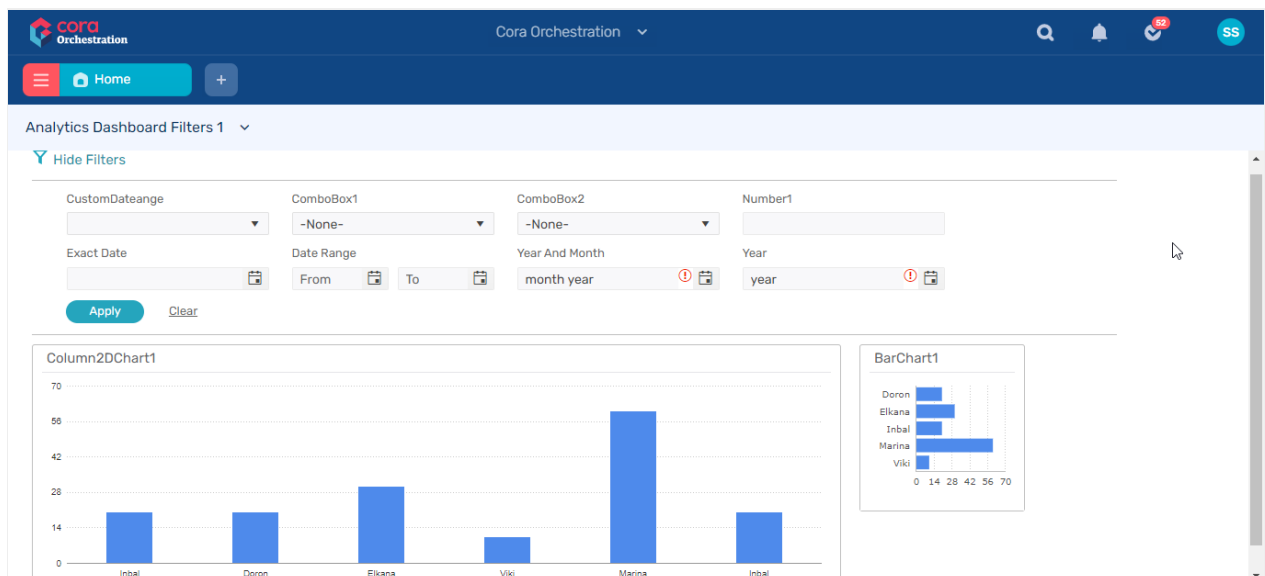 cora
Orchestration
Cora Orchestration
52
SS
Home
+
Analytics Dashboard Filters 1
Hide Filters
CustomDateange
ComboBox1
ComboBox2
Number1
-None-
-None-
Exact Date
Date Range
Year And Month
Year
From
To
month year
year
Apply
Clear
Column2DChart1
70
56
42
28
14
0
Inbal
Doron
Elkana
Viki
Marina
Inbal
BarChart1
Doron
Elkana
Inbal
Marina
Viki
0 14 28 42 56 70